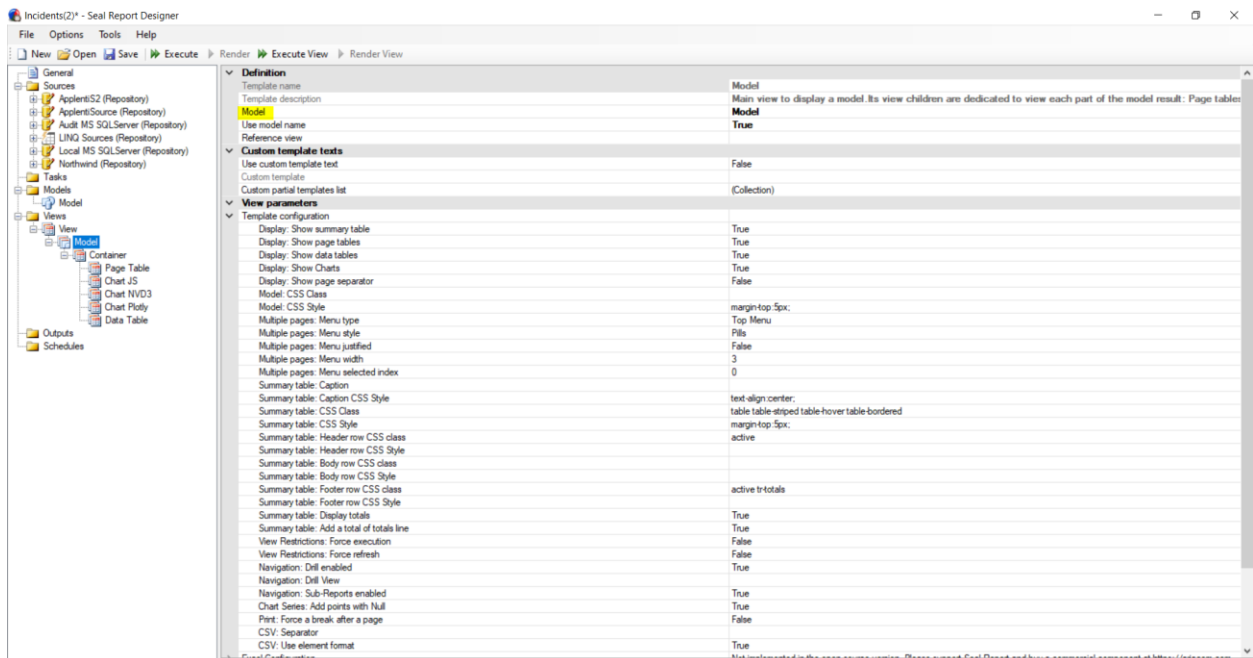 Incidents(2)* - Seal Report Designer
File Options Tools Help
New Open Save Execute Render Execute View Render View
General
Sources
ApplentiS2 (Repository)
ApplentiSource (Repository)
Audit MS SQLServer (Repository)
LINQ Sources (Repository)
Local MS SQLServer (Repository)
Northwind (Repository)
Tasks
Models
Model
Views
View
Model
Container
Page Table
Chart JS
Chart NVD3
Chart Plotly
Data Table
Outputs
Schedules
Definition
Template name Model
Template description Main view to display a model.Its view children are dedicated to view each part of the model result: Page tables
Model Model
Use model name True
Reference view
Custom template texts
Use custom template text False
Custom template
Custom partial templates list (Collection)
View parameters
Template configuration
Display: Show summary table True
Display: Show page tables True
Display: Show data tables True
Display: Show Charts True
Display: Show page separator False
Model: CSS Class
Model: CSS Style margin-top:5px;
Multiple pages: Menu type Top Menu
Multiple pages: Menu style Pills
Multiple pages: Menu justified False
Multiple pages: Menu width 3
Multiple pages: Menu selected index 0
Summary table: Caption
Summary table: Caption CSS Style text-align:center;
Summary table: CSS Class table table-striped table-hover table-bordered
Summary table: CSS Style margin-top:5px;
Summary table: Header row CSS class active
Summary table: Header row CSS Style
Summary table: Body row CSS class
Summary table: Body row CSS Style
Summary table: Footer row CSS class active tr-totals
Summary table: Footer row CSS Style
Summary table: Display totals True
Summary table: Add a total of totals line True
View Restrictions: Force execution False
View Restrictions: Force refresh False
Navigation: Drill enabled True
Navigation: Drill View
Navigation: Sub-Reports enabled True
Chart Series: Add points with Null True
Print: Force a break after a page False
CSV: Separator
CSV: Use element format True